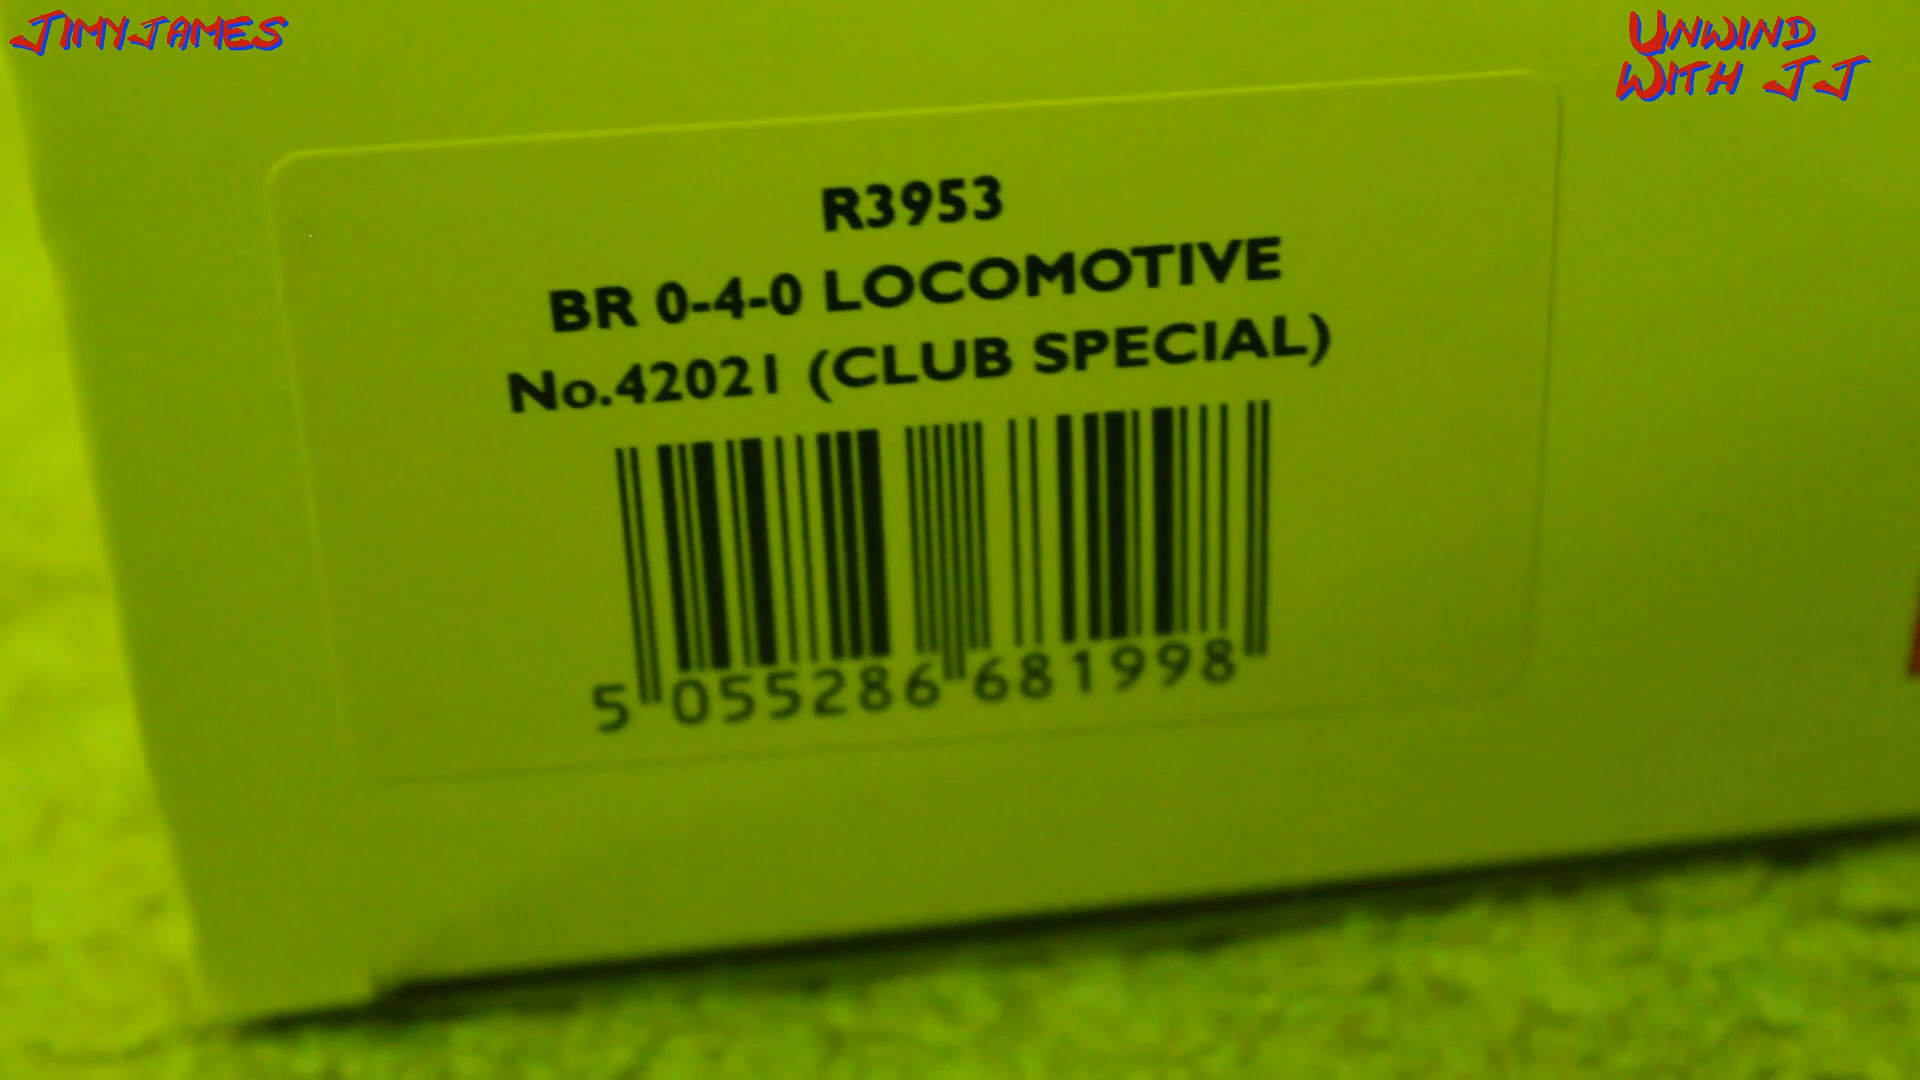 JIMYJAMES
UNWIND
WITH JJ
R3953
BR 0-4-0 LOCOMOTIVE
No.42021 (CLUB SPECIAL)
5 055286 681998